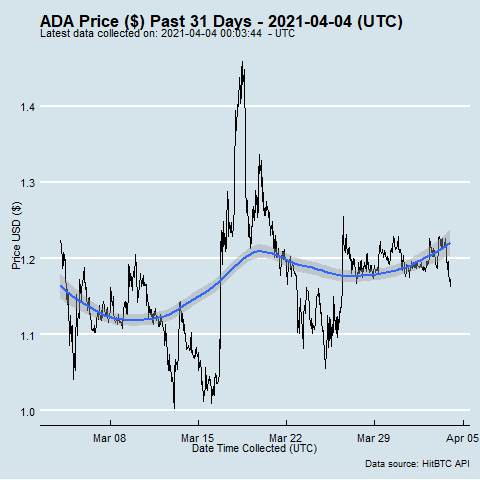 ADA Price ($) Past 31 Days - 2021-04-04 (UTC)
Latest data collected on: 2021-04-04 00:03:44 - UTC
Price USD ($)
1.4
1.3
1.2
1.1
1.0
Mar 08 Mar 15 Mar 22 Mar 29 Apr 05
Date Time Collected (UTC)
Data source: HitBTC API